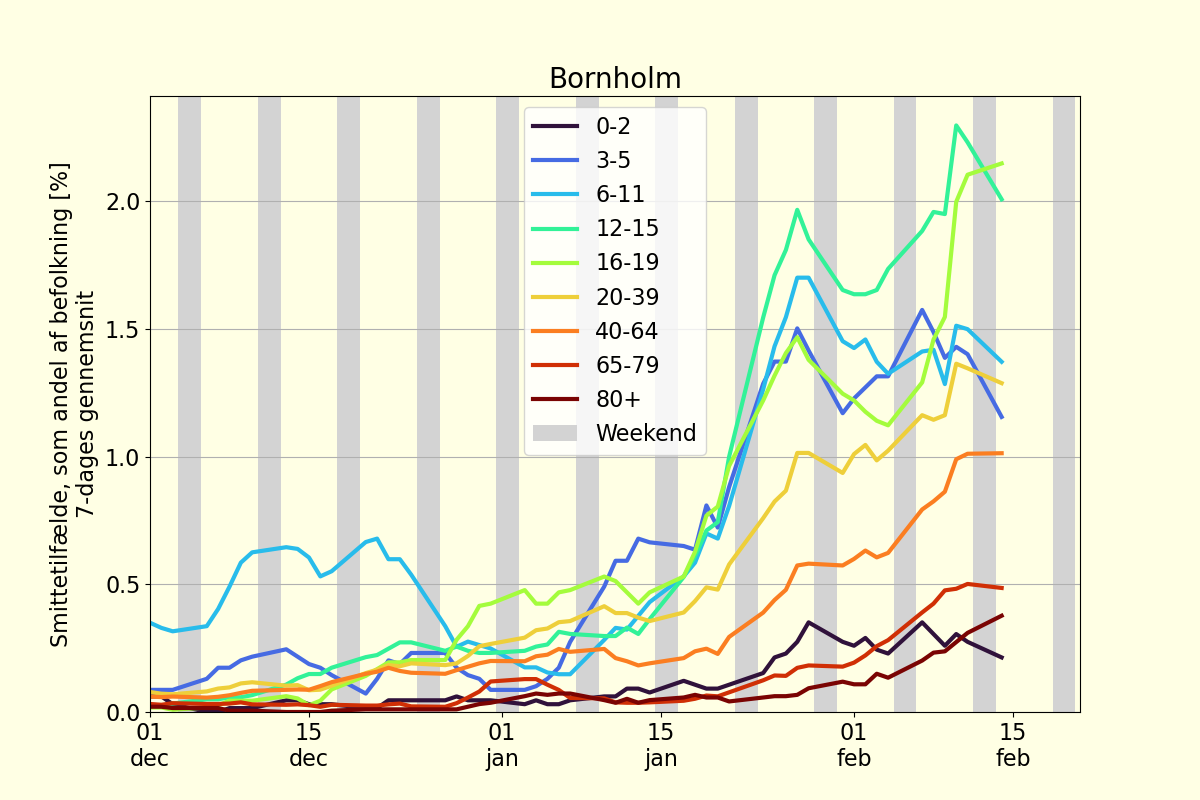 Bornholm
Smittetilfælde, som andel af befolkning [%]
7-dages gennemsnit
2.0
1.5
1.0
0.5
0.0
0-2
3-5
6-11
12-15
16-19
20-39
40-64
65-79
80+
Weekend
01
dec
15
dec
01
jan
15
jan
01
feb
15
feb